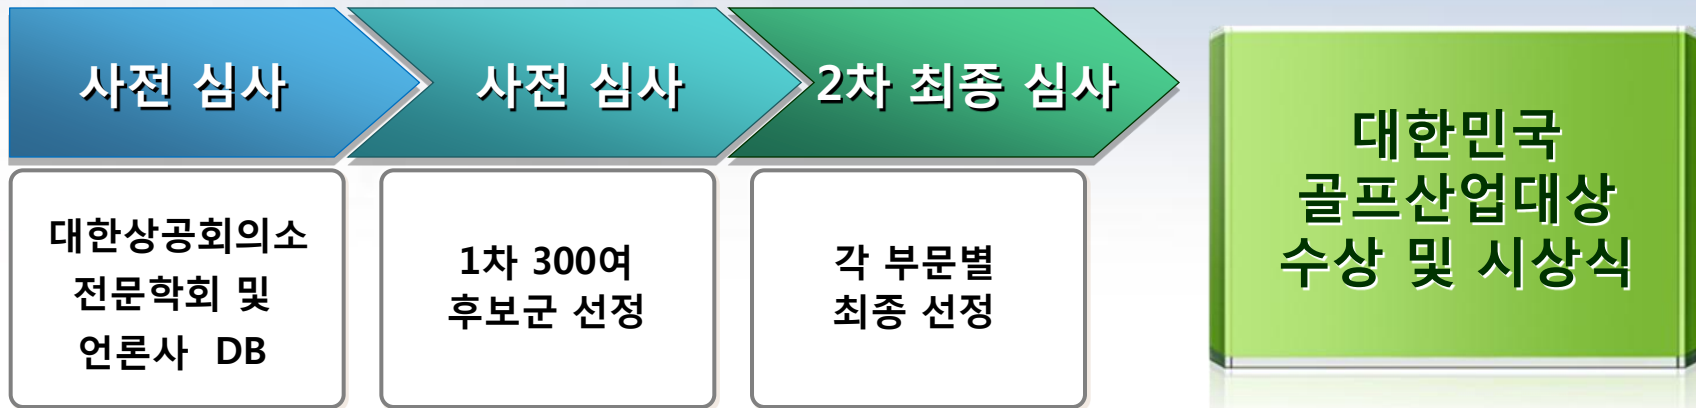 사전 심사
사전 심사
2차 최종 심사
대한상공회의소
전문학회 및
언론사 DB
1차 300여
후보군 선정
각 부문별
최종 선정
대한민국
골프산업대상
수상 및 시상식